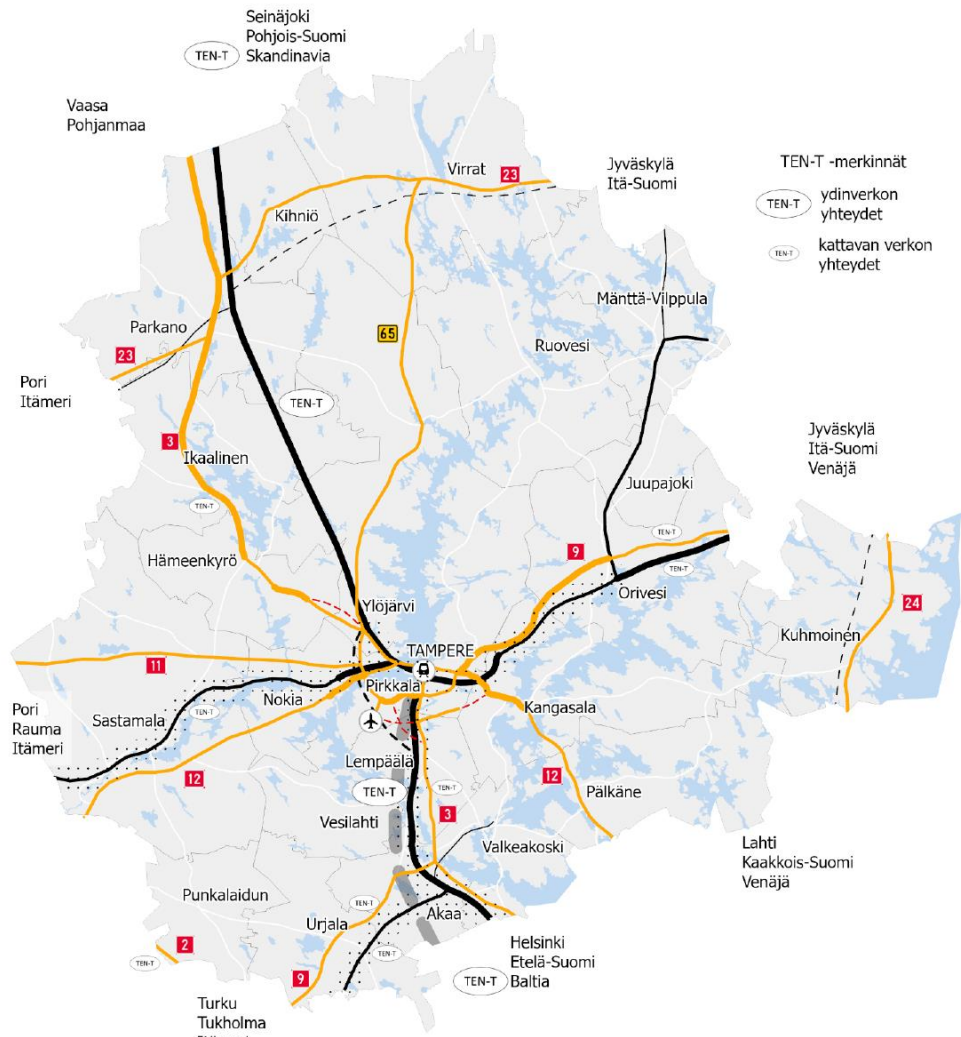 Seinäjoki
Pohjois-Suomi
TEN-T Skandinavia
Vaasa
Pohjanmaa
Virrat
23
Jyväskylä
Itä-Suomi
TEN-T -merkinnät
TEN-T ydinverkon
yhteydet
TEN-T kattavan verkon
yhteydet
Kihniö
Mänttä-Vilppula
Parkano
65
Ruovesi
23
Pori
Itämeri
TEN-T
3
Ikaalinen
Jyväskylä
Itä-Suomi
Venäjä
Juupajoki
TEN-T
TEN-T
Hämeenkyrö
9
TEN-T
Orivesi
24
Ylöjärvi
Kuhmoinen
TAMPERE
11
Pirkkala
Nokia
Kangasala
Pori
Rauma
Itämeri
Sastamala
TEN-T
Lempäälä
12
12
TEN-T
TEN-T
Pälkäne
Vesilahti
3
Valkeakoski
Lahti
Kaakkois-Suomi
Venäjä
Punkalaidun
TEN-T
Akaa
Urjala
2
TEN-T
TEN-T
9
Helsinki
Etelä-Suomi
TEN-T Baltia
Turku
Tukholma